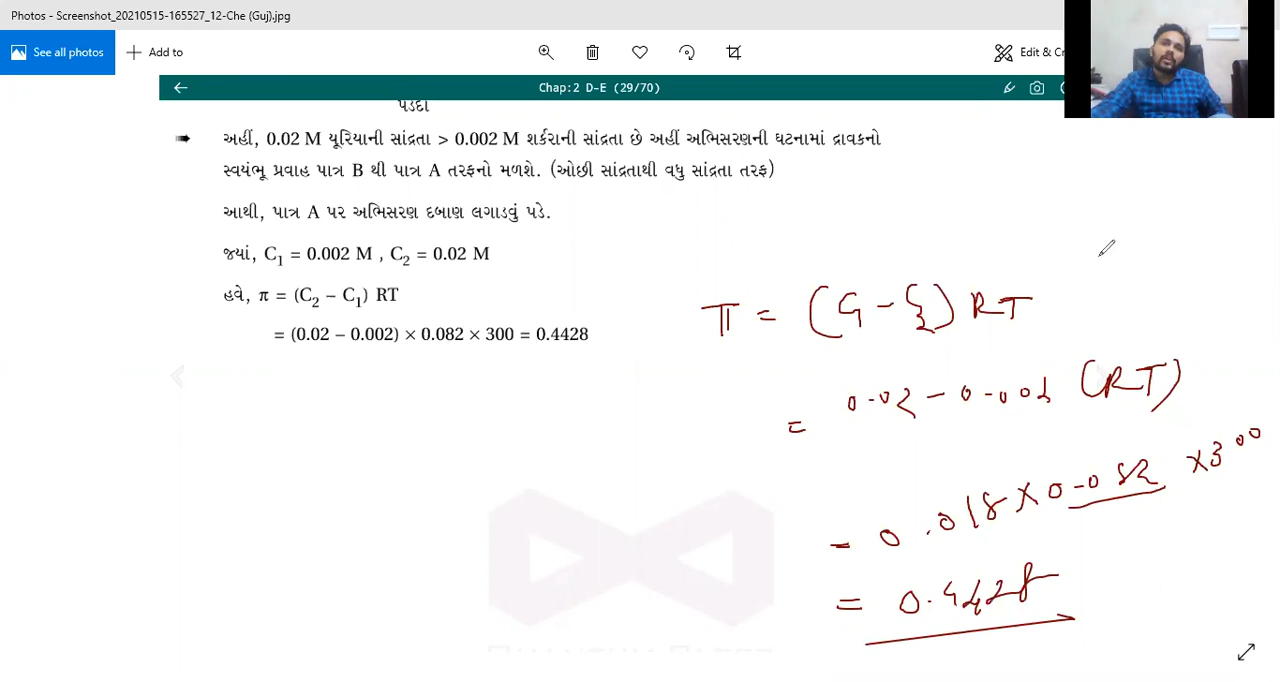 Photos - Screenshot_20210515-165527_12-Che (Guj).jpg
See all photos
Add to
Edit & Cr
Chap:2 D-E (29/70)
પડદા
અહીં, 0.02 M યૂરિયાની સાંદ્રતા > 0.002 M શર્કરાની સાંદ્રતા છે અહીં અભિસરણની ઘટનામાં દ્રાવકનો
સ્વયંભૂ પ્રવાહ પાત્ર B થી પાત્ર A તરફનો મળશે. (ઓછી સાંદ્રતાથી વધુ સાંદ્રતા તરફ)
આથી, પાત્ર A પર અભિસરણ દબાણ લગાડવું પડે.
જ્યાં, C₁ = 0.002 M , C₂ = 0.02 M
હવે, π = (C₂ – C₁) RT
= (0.02 – 0.002) × 0.082 × 300 = 0.4428
= 0.02 – 0.002 (RT)
= 0.018 × 0.082 × 300
= 0.4428